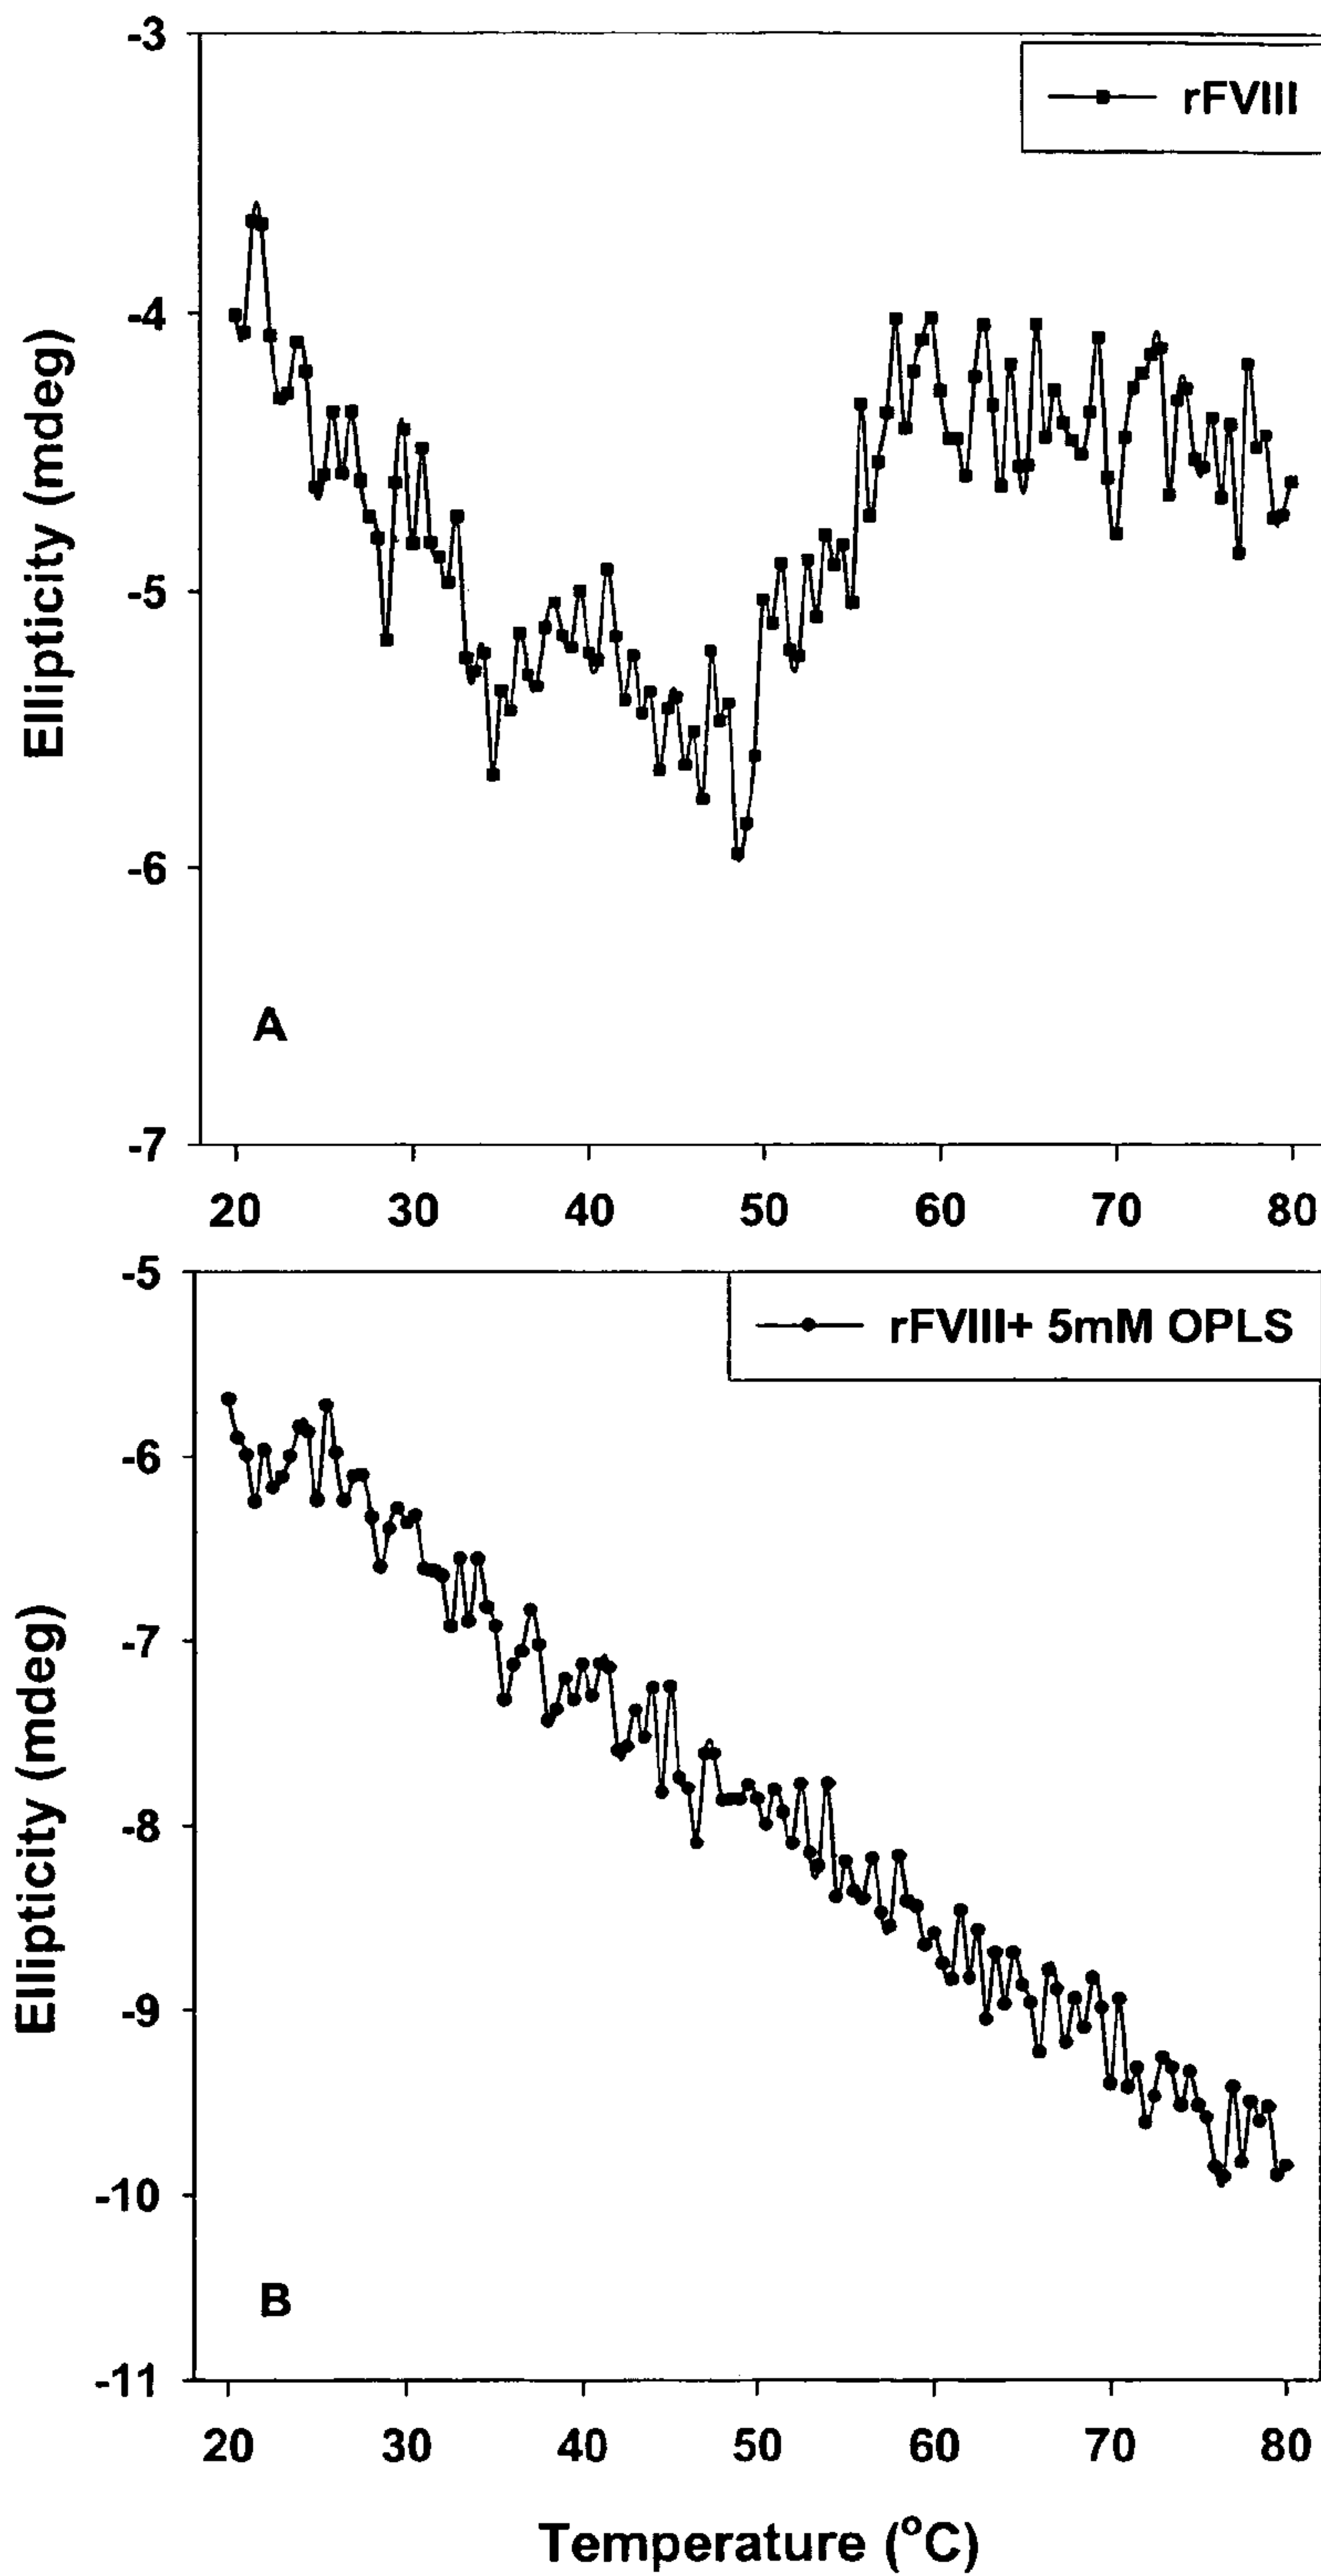 -3
rFVIII
-4
Ellipticity (mdeg)
-5
-6
A
-7
20 30 40 50 60 70 80
-5
rFVIII+ 5mM OPLS
-6
-7
Ellipticity (mdeg)
-8
-9
-10
B
-11
20 30 40 50 60 70 80
Temperature (°C)